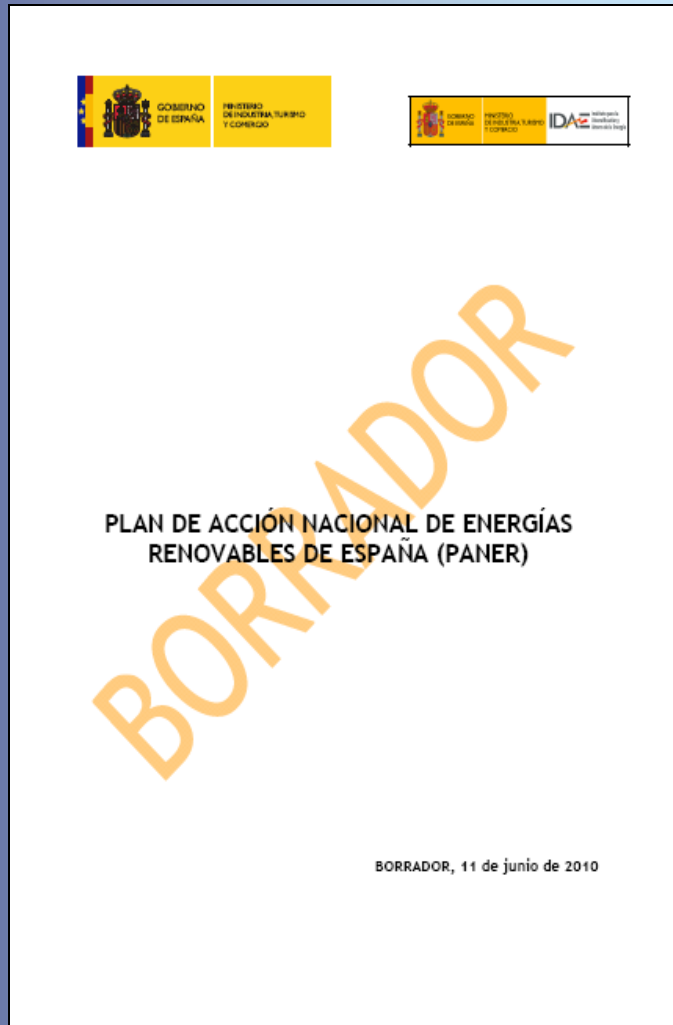 GOBIERNO
DE ESPAÑA
MINISTERIO
DE INDUSTRIA, TURISMO
Y COMERCIO
GOBIERNO
DE ESPAÑA
MINISTERIO
DE INDUSTRIA, TURISMO
Y COMERCIO
IDAE
BORRADOR
PLAN DE ACCIÓN NACIONAL DE ENERGÍAS
RENOVABLES DE ESPAÑA (PANER)
BORRADOR, 11 de junio de 2010